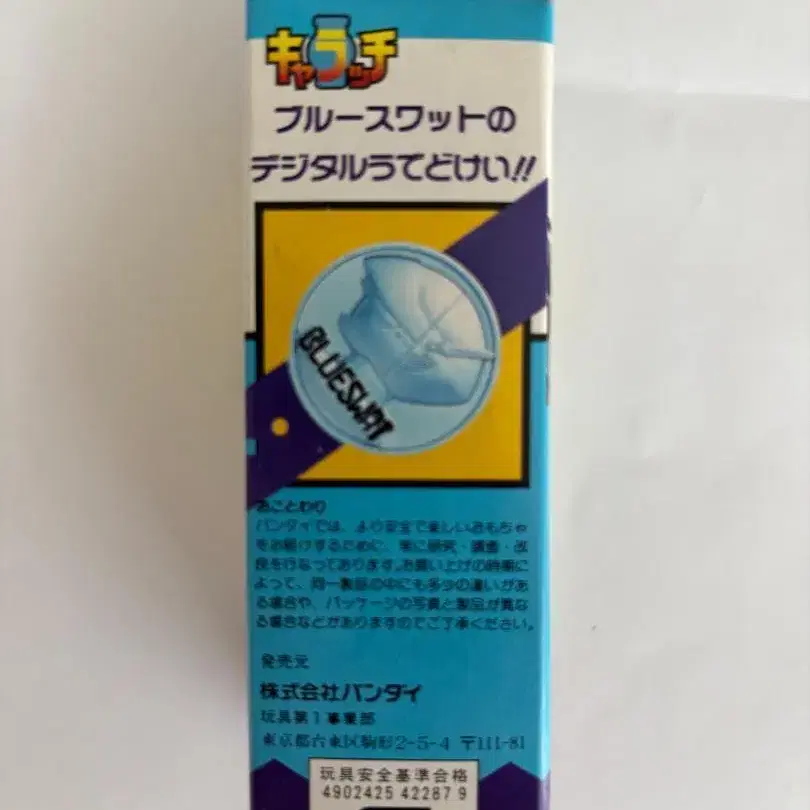 キャラッチ
ブルースワットの
デジタルうでどけい!!
BLUESWAT
おことわり
バンダイでは、より安全で楽しいおもちゃ
をお届けするために、常に研究・調査・改
良を行なっております。お買い上げの時期に
よって、同一製品の中にも多少の違いがあ
る場合や、パッケージの写真と製品が異な
る場合などがありますのでご了承ください。
発売元
株式会社バンダイ
玩具第1事業部
東京都台東区駒形2-5-4 〒111-81
玩具安全基準合格
4902425 42287 9